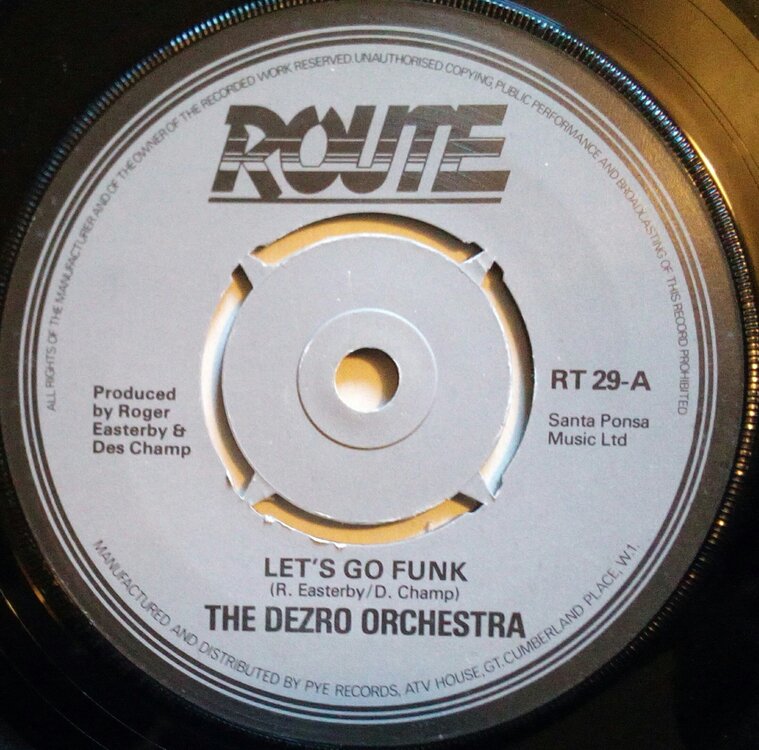 ALL RIGHTS OF THE MANUFACTURER AND OF THE OWNER OF THE RECORDED WORK RESERVED. UNAUTHORISED COPYING, PUBLIC PERFORMANCE AND BROADCASTING OF THIS RECORD PROHIBITED
ROUTE
RT 29-A
Produced
by Roger
Easterby &
Des Champ
Santa Ponsa
Music Ltd
LET'S GO FUNK
(R. Easterby/D. Champ)
THE DEZRO ORCHESTRA
MANUFACTURED AND DISTRIBUTED BY PYE RECORDS, ATV HOUSE, GT. CUMBERLAND PLACE, W.1.